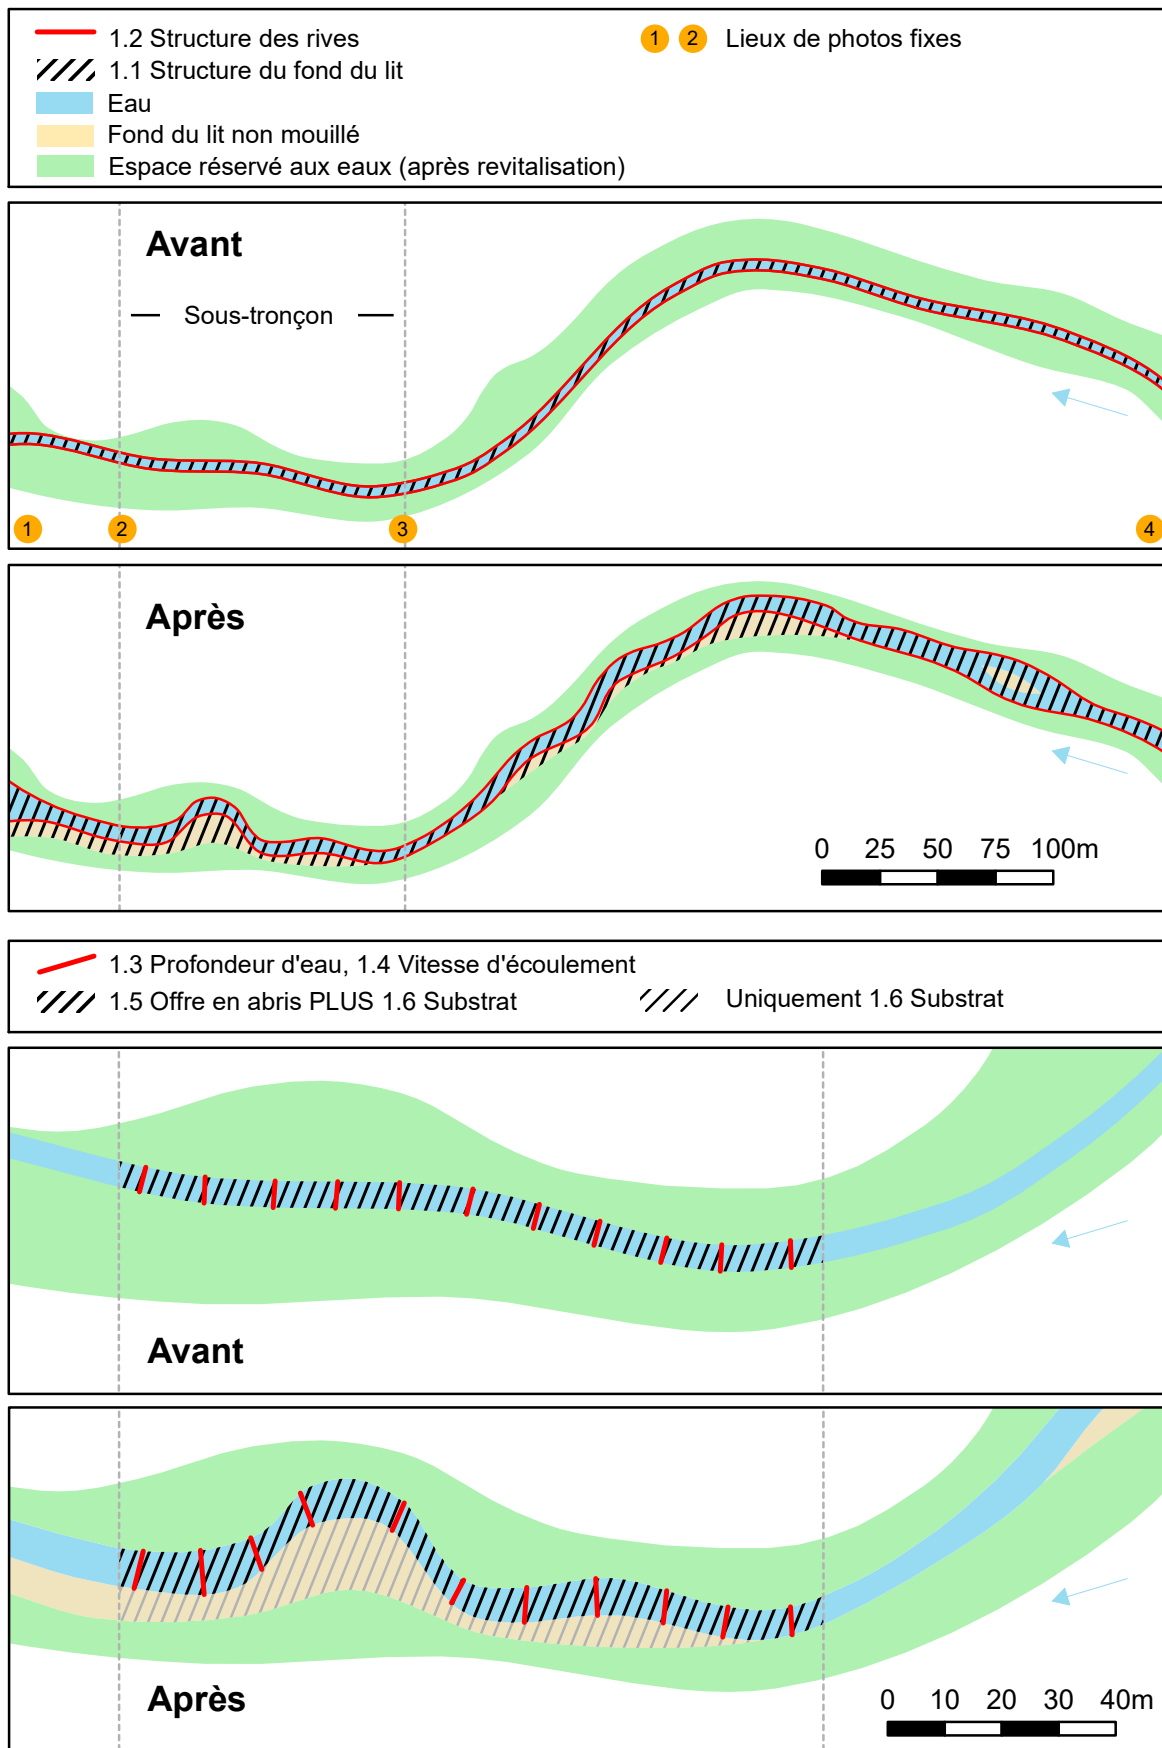 1.2 Structure des rives
1 2 Lieux de photos fixes
1.1 Structure du fond du lit
Eau
Fond du lit non mouillé
Espace réservé aux eaux (après revitalisation)
Avant
Sous-tronçon
1 2 3 4
Après
0 25 50 75 100m
1.3 Profondeur d'eau, 1.4 Vitesse d'écoulement
1.5 Offre en abris PLUS 1.6 Substrat
Uniquement 1.6 Substrat
Avant
Après
0 10 20 30 40m